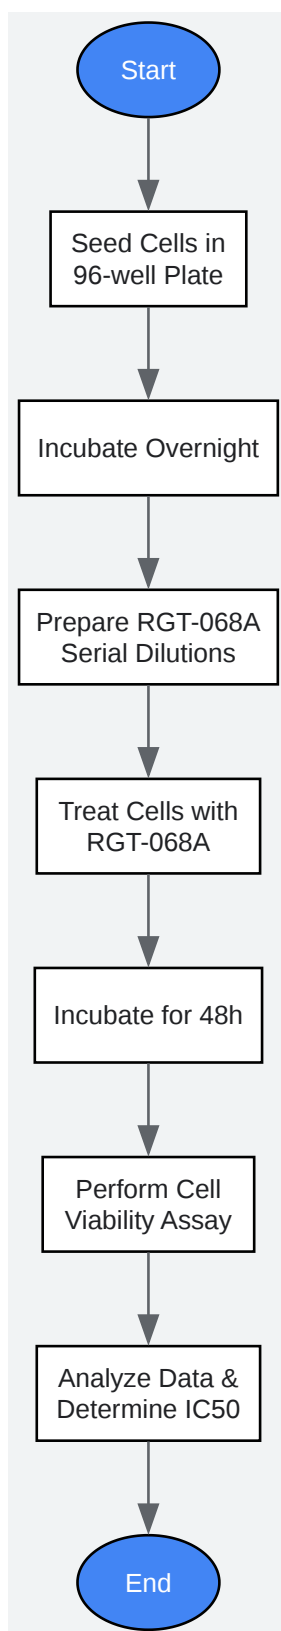 Start
Seed Cells in
96-well Plate
Incubate Overnight
Prepare RGT-068A
Serial Dilutions
Treat Cells with
RGT-068A
Incubate for 48h
Perform Cell
Viability Assay
Analyze Data &
Determine IC50
End